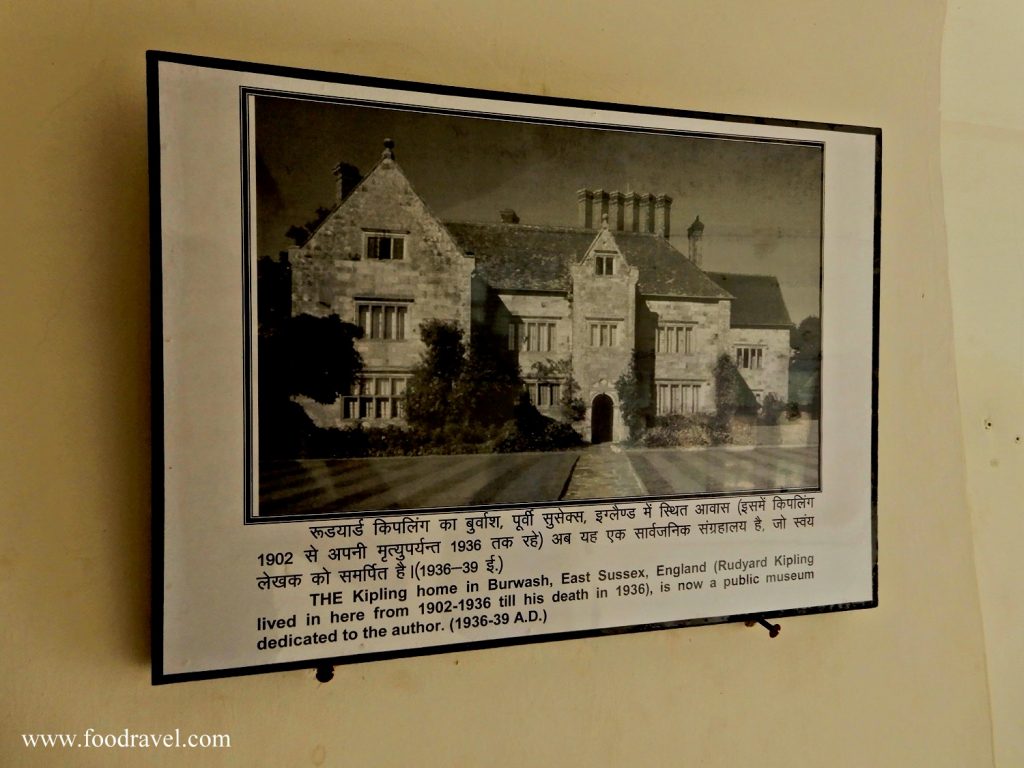 रूडयार्ड किपलिंग का बुर्वाश, पूर्वी सुसेक्स, इग्लैण्ड में स्थित आवास (इसमें किपलिंग
1902 से अपनी मृत्युपर्यन्त 1936 तक रहे) अब यह एक सार्वजनिक संग्रहालय है, जो स्वंय
लेखक को समर्पित है।(1936–39 ई.)
THE Kipling home in Burwash, East Sussex, England (Rudyard Kipling
lived in here from 1902-1936 till his death in 1936), is now a public museum
dedicated to the author. (1936-39 A.D.)
www.foodravel.com